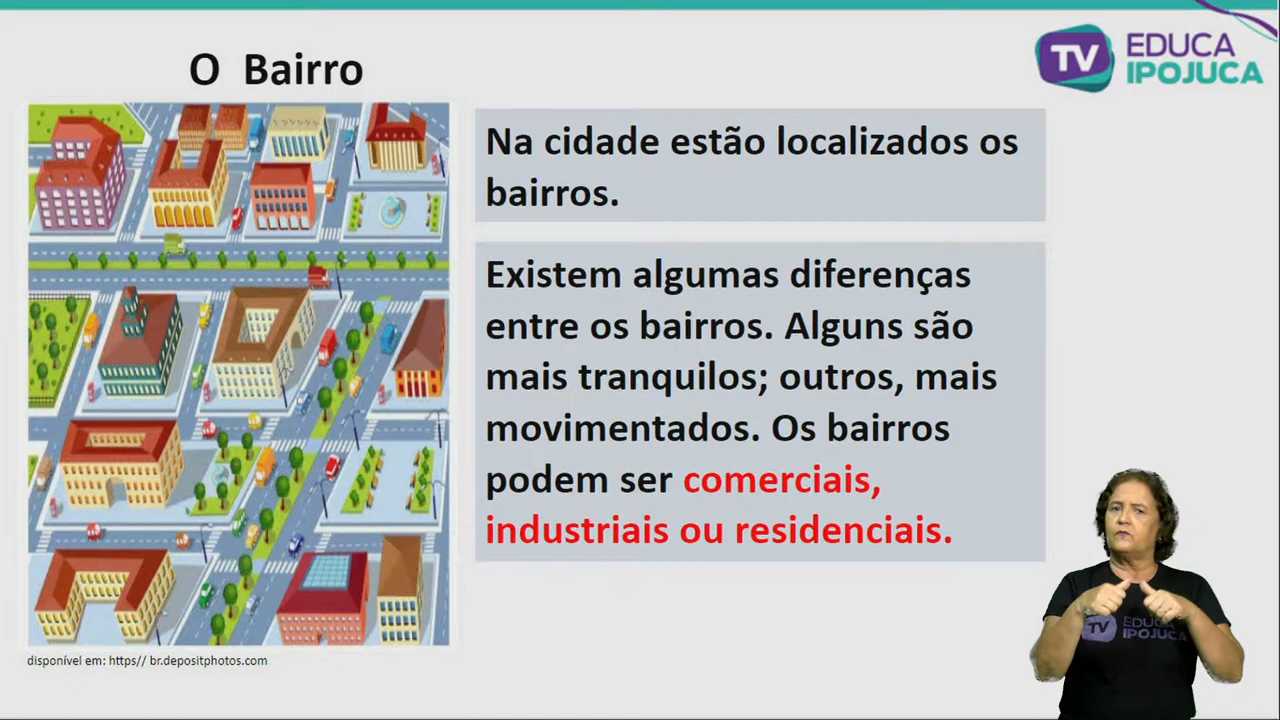 O Bairro
TV EDUCA
IPOJUCA
Na cidade estão localizados os
bairros.
Existem algumas diferenças
entre os bairros. Alguns são
mais tranquilos; outros, mais
movimentados. Os bairros
podem ser comerciais,
industriais ou residenciais.
disponível em: https// br.depositphotos.com
TV EDUCA
IPOJUCA